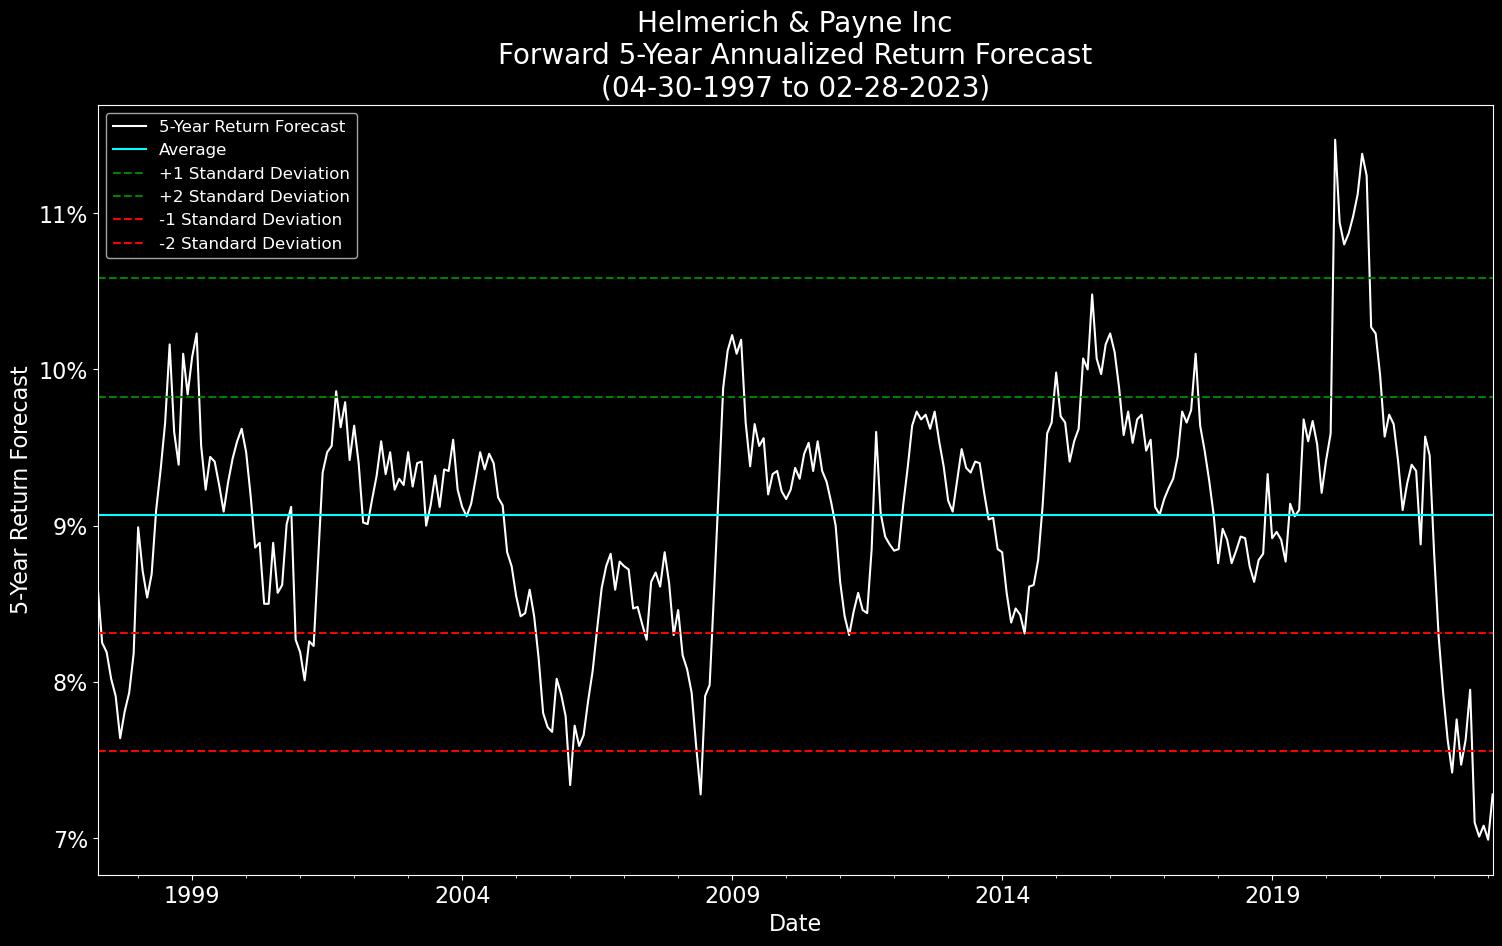 Helmerich & Payne Inc
Forward 5-Year Annualized Return Forecast
(04-30-1997 to 02-28-2023)
5-Year Return Forecast
Average
+1 Standard Deviation
+2 Standard Deviation
-1 Standard Deviation
-2 Standard Deviation
5-Year Return Forecast
11%
10%
9%
8%
7%
1999
2004
2009
2014
2019
Date